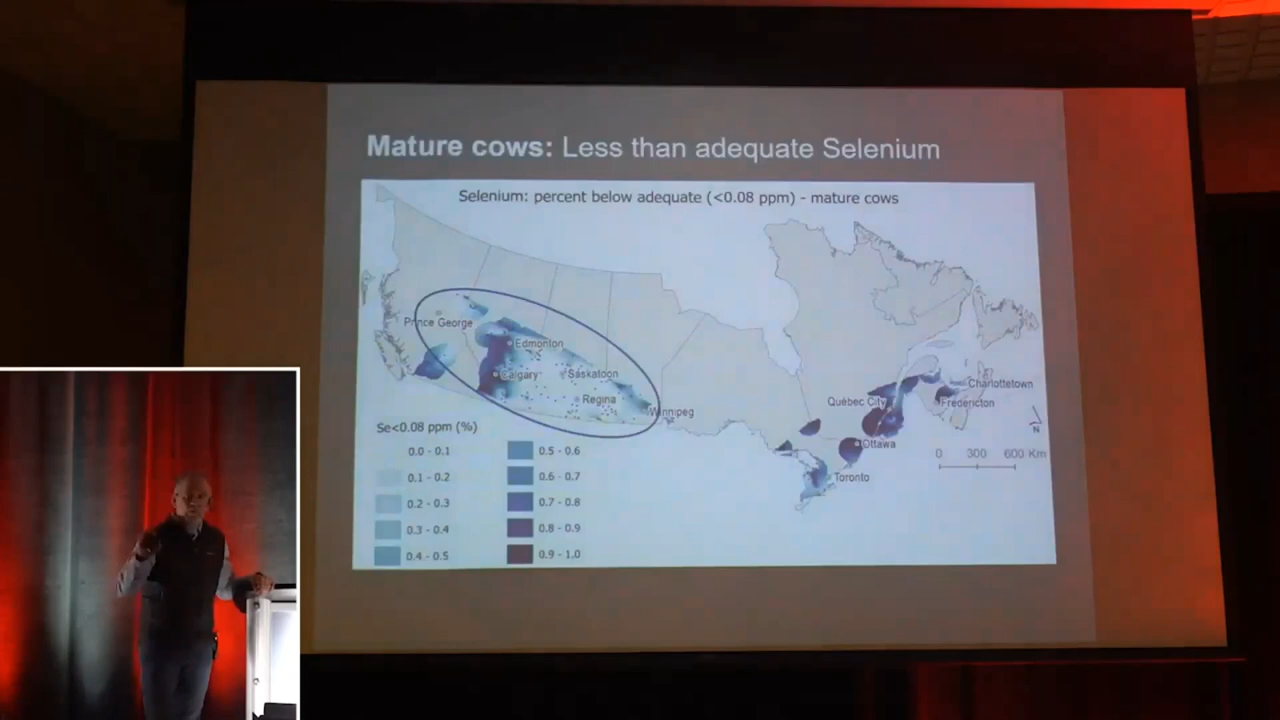 Mature cows: Less than adequate Selenium
Selenium: percent below adequate (<0.08 ppm) - mature cows
Prince George
Edmonton
Calgary
Saskatoon
Regina
Winnipeg
Charlottetown
Québec City
Fredericton
Ottawa
Toronto
N
0 300 600 Km
Se<0.08 ppm (%)
0.0 - 0.1
0.1 - 0.2
0.2 - 0.3
0.3 - 0.4
0.4 - 0.5
0.5 - 0.6
0.6 - 0.7
0.7 - 0.8
0.8 - 0.9
0.9 - 1.0